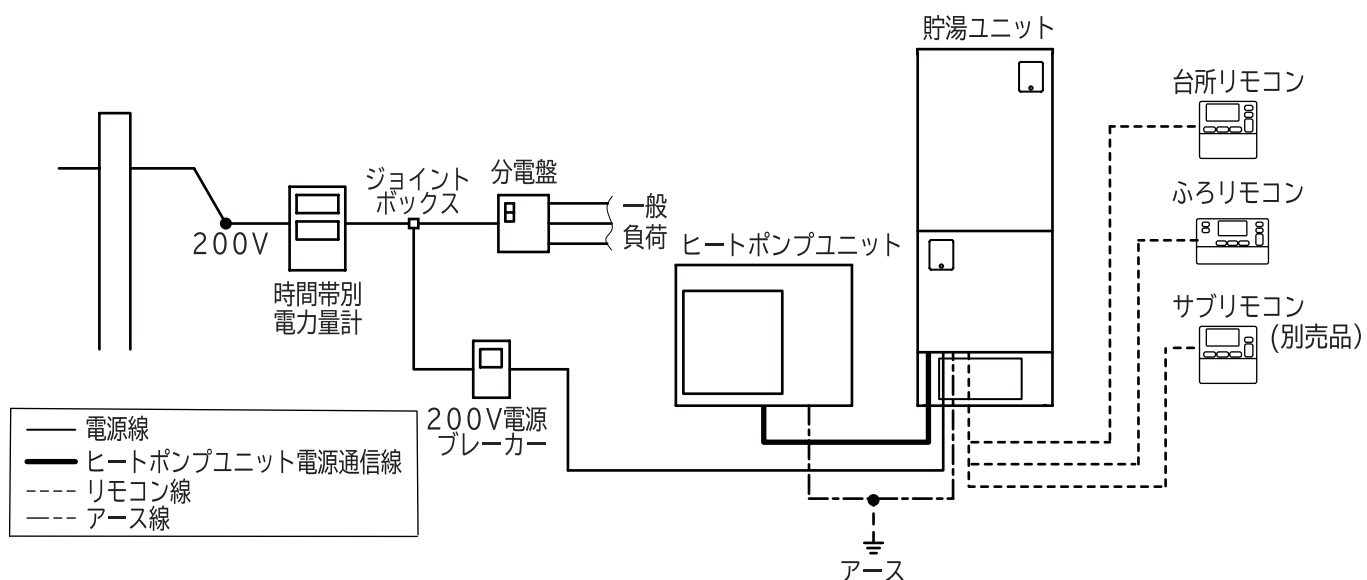 貯湯ユニット
台所リモコン
ふろリモコン
サブリモコン
(別売品)
分電盤
ジョイント
ボックス
一般
負荷
200V
ヒートポンプユニット
時間帯別
電力量計
200V電源
ブレーカー
電源線
ヒートポンプユニット電源通信線
リモコン線
アース線
アース